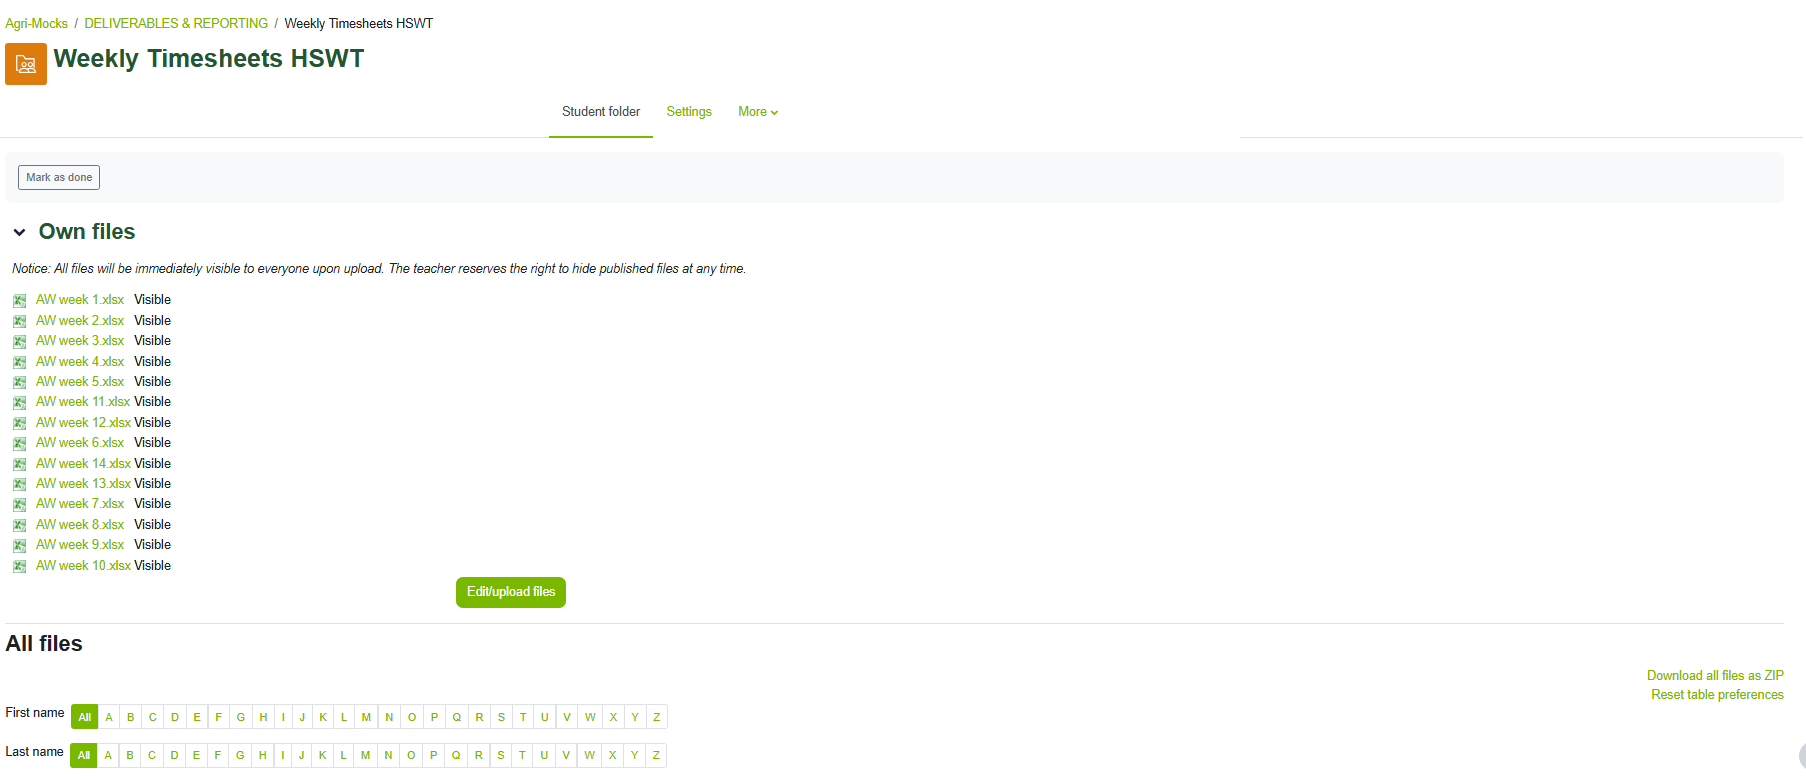 Agri-Mocks / DELIVERABLES & REPORTING / Weekly Timesheets HSWT
Weekly Timesheets HSWT
Student folder Settings More
Mark as done
Own files
Notice: All files will be immediately visible to everyone upon upload. The teacher reserves the right to hide published files at any time.
AW week 1.xlsx Visible
AW week 2.xlsx Visible
AW week 3.xlsx Visible
AW week 4.xlsx Visible
AW week 5.xlsx Visible
AW week 11.xlsx Visible
AW week 12.xlsx Visible
AW week 6.xlsx Visible
AW week 14.xlsx Visible
AW week 13.xlsx Visible
AW week 7.xlsx Visible
AW week 8.xlsx Visible
AW week 9.xlsx Visible
AW week 10.xlsx Visible
Edit/upload files
All files
Download all files as ZIP
Reset table preferences
First name All A B C D E F G H I J K L M N O P Q R S T U V W X Y Z
Last name All A B C D E F G H I J K L M N O P Q R S T U V W X Y Z